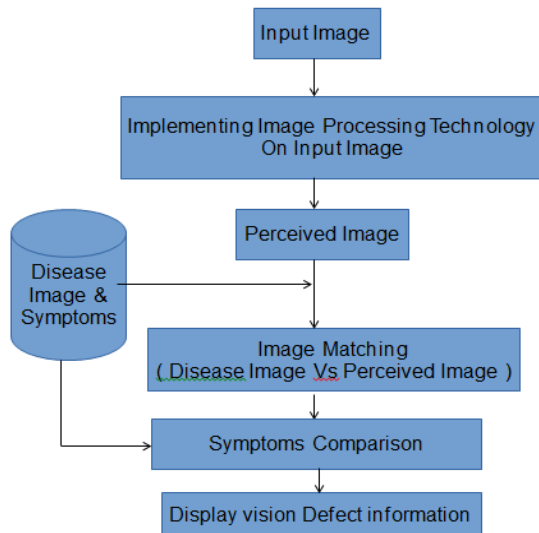 Input Image
Implementing Image Processing Technology
On Input Image
Perceived Image
Disease
Image &
Symptoms
Image Matching
( Disease Image Vs Perceived Image )
Symptoms Comparison
Display vision Defect information